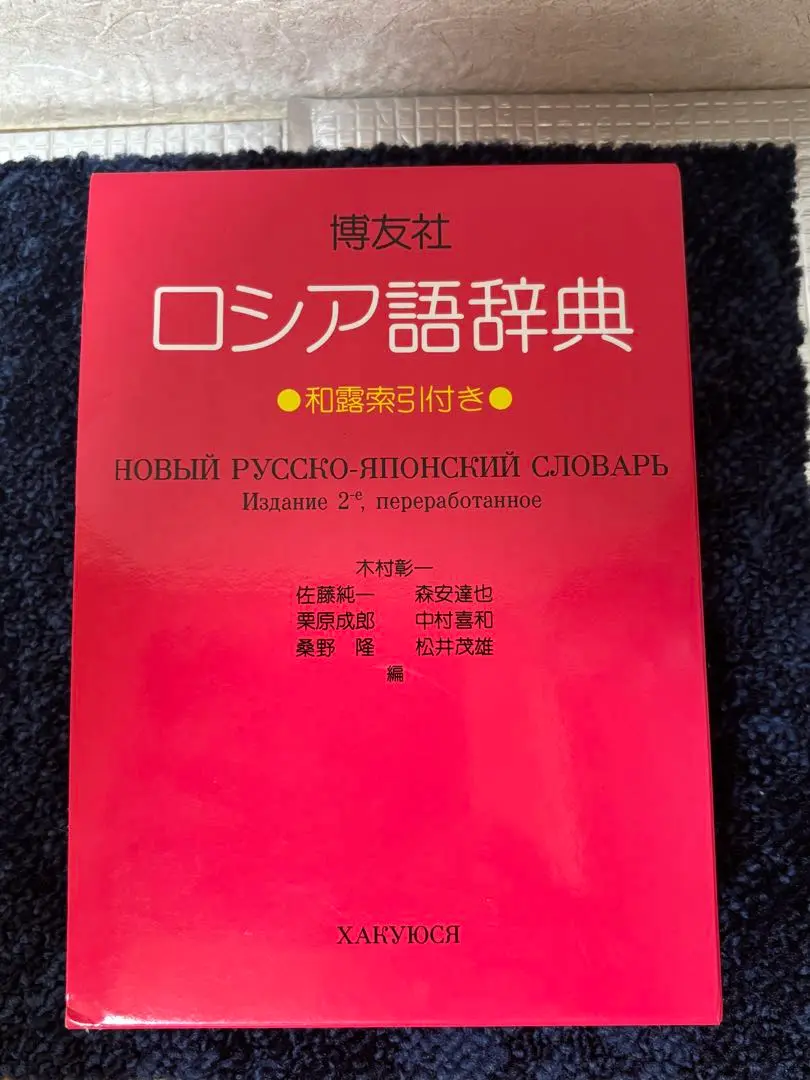 博友社
ロシア語辞典
●和露索引付き●
НОВЫЙ РУССКО-ЯПОНСКИЙ СЛОВАРЬ
Издание 2-е, переработанное
木村彰一
佐藤純一 森安達也
栗原成郎 中村喜和
桑野 隆 松井茂雄
編
ХАКУЮСЯ